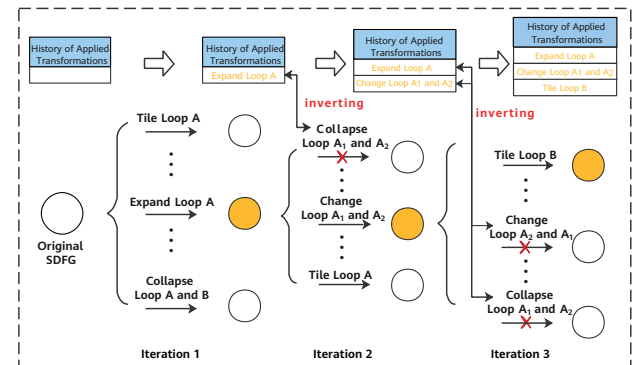 History of Applied
Transformations
History of Applied
Transformations
Expand Loop A
History of Applied
Transformations
Expand Loop A
Change Loop A1 and A2
History of Applied
Transformations
Expand Loop A
Change Loop A1 and A2
Tile Loop B
inverting
inverting
Original
SDFG
Tile Loop A
Expand Loop A
Collapse
Loop A and B
Collapse
Loop A1 and A2
Change
Loop A1 and A2
Tile Loop A
Tile Loop B
Change
Loop A2 and A1
Collapse
Loop A1 and A2
Iteration 1
Iteration 2
Iteration 3